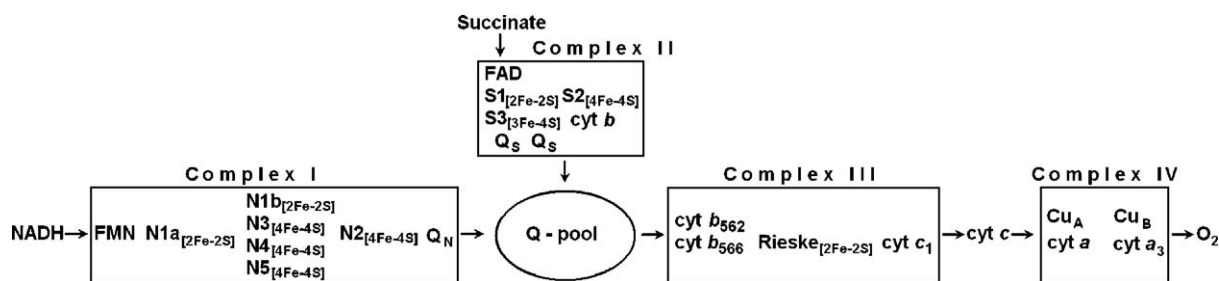 Succinate
Complex II
FAD
S1[2Fe-2S] S2[4Fe-4S]
S3[3Fe-4S] cyt b
QS QS
Complex I
NADH FMN N1a[2Fe-2S]
N1b[2Fe-2S]
N3[4Fe-4S]
N4[4Fe-4S]
N5[4Fe-4S]
N2[4Fe-4S] QN
Q - pool
Complex III
cyt b562
cyt b566 Rieske[2Fe-2S] cyt c1
cyt c
Complex IV
CuA CuB
cyt a cyt a3
O2